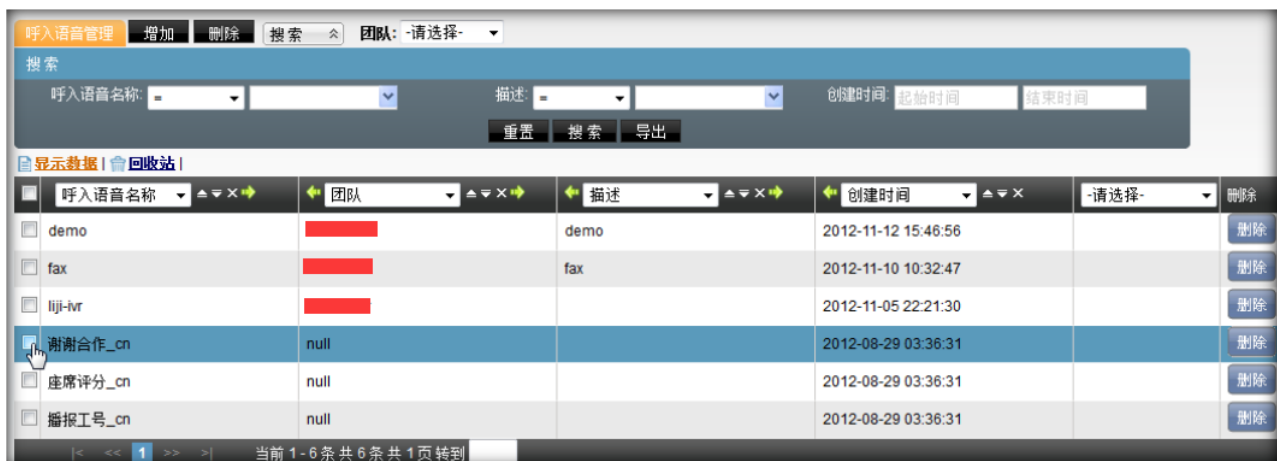 呼入语音管理 增加 删除 搜索 团队: -请选择-
搜索
呼入语音名称: = 描述: = 创建时间: 起始时间 结束时间
重置 搜索 导出
显示数据 | 回收站 |
呼入语音名称 团队 描述 创建时间 -请选择- 删除
demo demo 2012-11-12 15:46:56 删除
fax fax 2012-11-10 10:32:47 删除
liji-ivr 2012-11-05 22:21:30 删除
谢谢合作_cn null 2012-08-29 03:36:31 删除
座席评分_cn null 2012-08-29 03:36:31 删除
播报工号_cn null 2012-08-29 03:36:31 删除
|< << 1 >> >| 当前 1 - 6 条 共 6 条 共 1 页 转到